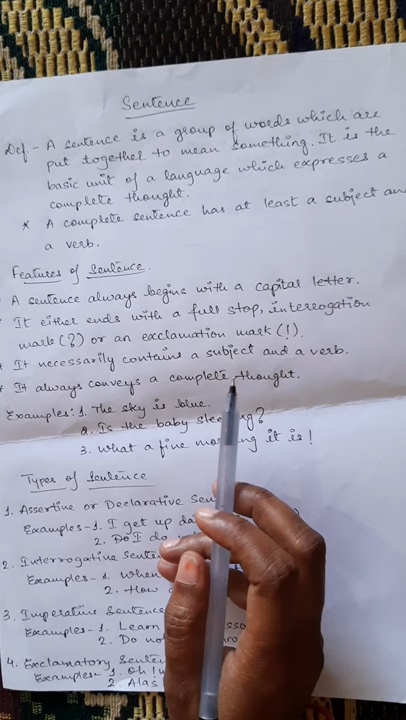 Sentence
Def - A sentence is a group of words which are
put together to mean something. It is the
basic unit of a language which expresses a
complete thought.
* A complete sentence has at least a subject and
a verb.
Features of Sentence.
A sentence always begins with a capital letter.
It either ends with a full stop, interrogation
mark (?) or an exclamation mark (!).
* It necessarily contains a subject and a verb.
* It always conveys a complete thought.
Examples: 1. The sky is blue.
2. Is the baby sleeping?
3. What a fine morning it is!
Types of Sentence
1. Assertive or Declarative
Examples - 1. I get up
2. Do I do
2. Interrogative
Examples - 1. When
2. How
3. Imperative Sentence
Examples - 1. Learn
2. Do
4. Exclamatory
Examples - 1. Oh!
2. Alas